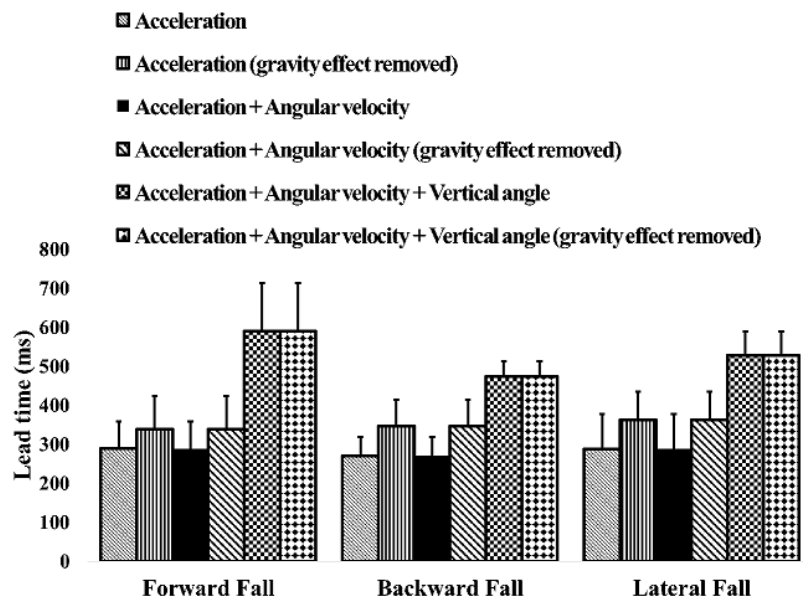 Acceleration
Acceleration (gravity effect removed)
Acceleration + Angular velocity
Acceleration + Angular velocity (gravity effect removed)
Acceleration + Angular velocity + Vertical angle
Acceleration + Angular velocity + Vertical angle (gravity effect removed)
800
700
600
500
400
300
200
100
0
Lead time (ms)
Forward Fall Backward Fall Lateral Fall